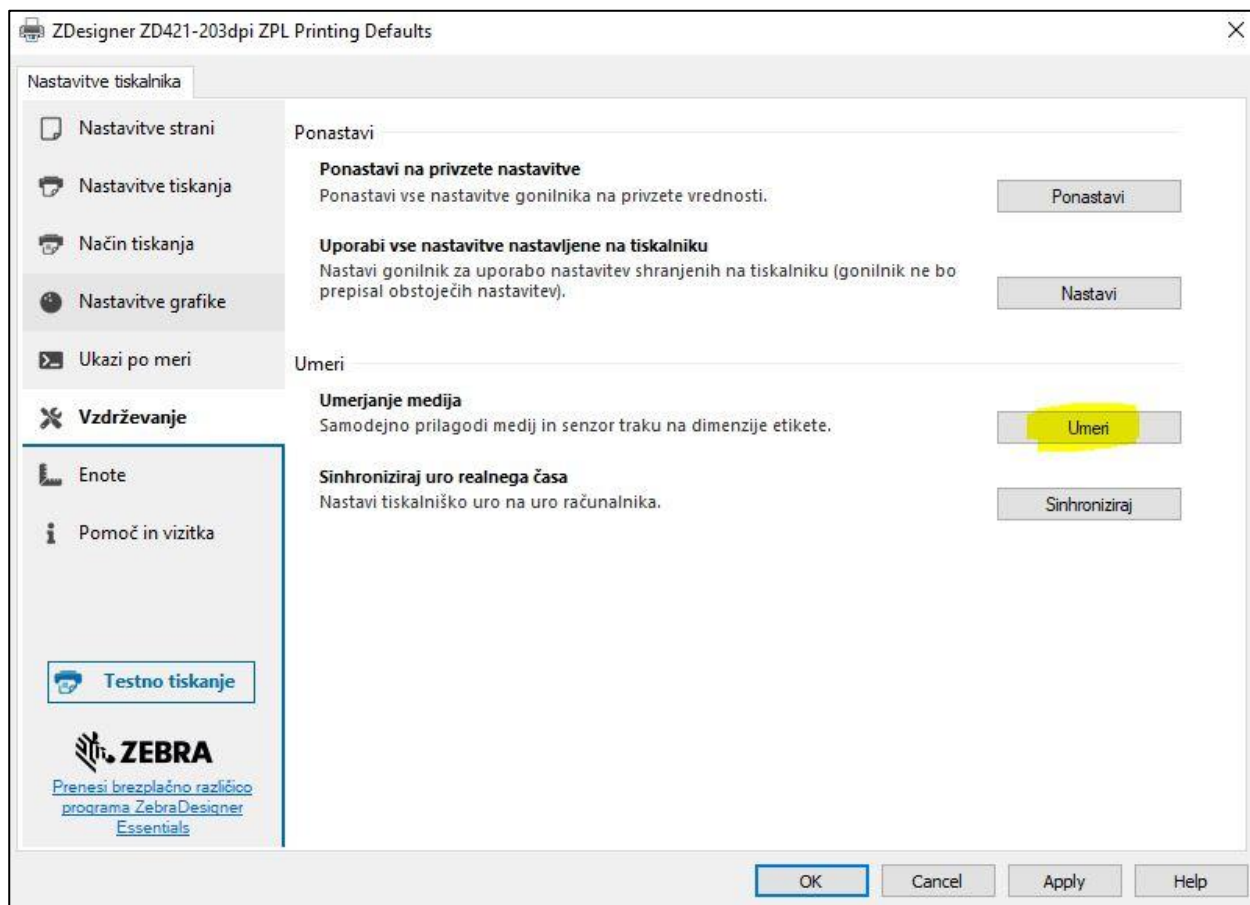 ZDesigner ZD421-203dpi ZPL Printing Defaults
Nastavitve tiskalnika
Nastavitve strani
Nastavitve tiskanja
Način tiskanja
Nastavitve grafike
Ukazi po meri
Vzdrževanje
Enote
Pomoč in vizitka
Testno tiskanje
ZEBRA
Prenesi brezplačno različico
programa ZebraDesigner
Essentials
Ponastavi
Ponastavi na privzete nastavitve
Ponastavi vse nastavitve gonilnika na privzete vrednosti.
Ponastavi
Uporabi vse nastavitve nastavljene na tiskalniku
Nastavi gonilnik za uporabo nastavitev shranjenih na tiskalniku (gonilnik ne bo
prepisal obstoječih nastavitev).
Nastavi
Umeri
Umerjanje medija
Samodejno prilagodi medij in senzor traku na dimenzije etikete.
Umeri
Sinhroniziraj uro realnega časa
Nastavi tiskalniško uro na uro računalnika.
Sinhroniziraj
OK
Cancel
Apply
Help